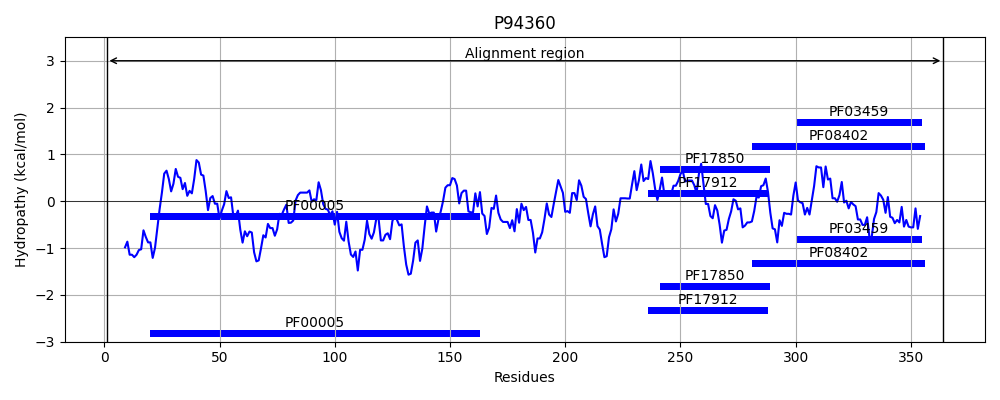 P94360
Alignment region
PF03459
PF08402
PF17850
PF17912
PF00005
PF03459
PF08402
PF17850
PF17912
PF00005
3
2
1
0
−1
−2
−3
Hydropathy (kcal/mol)
0 50 100 150 200 250 300 350
Residues